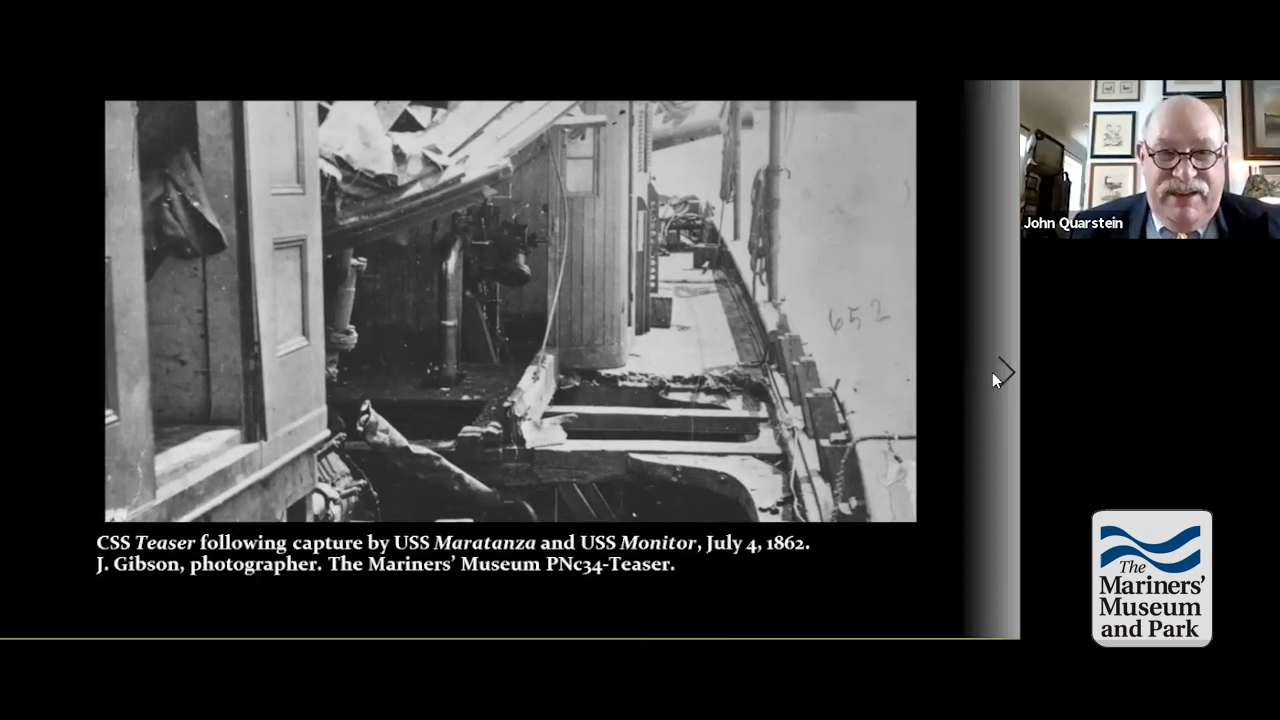 John Quarstein
652
CSS Teaser following capture by USS Maratanza and USS Monitor, July 4, 1862.
J. Gibson, photographer. The Mariners’ Museum PNc34-Teaser.
The
Mariners’
Museum
and Park